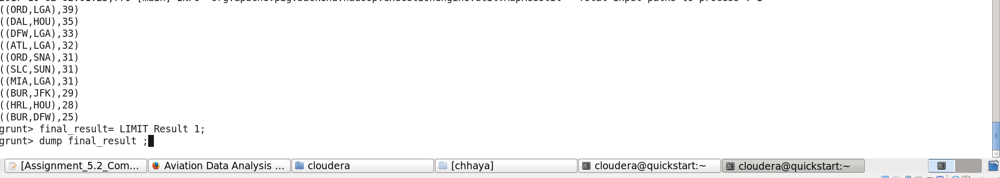 ((ORD,LGA),39)
((DAL,HOU),35)
((DFW,LGA),33)
((ATL,LGA),32)
((ORD,SNA),31)
((SLC,SUN),31)
((MIA,LGA),31)
((BUR,JFK),29)
((HRL,HOU),28)
((BUR,DFW),25)
grunt> final_result= LIMIT Result 1;
grunt> dump final_result ;
[Assignment_5.2_Com... Aviation Data Analysis ... cloudera [chhaya] cloudera@quickstart:~ cloudera@quickstart:~